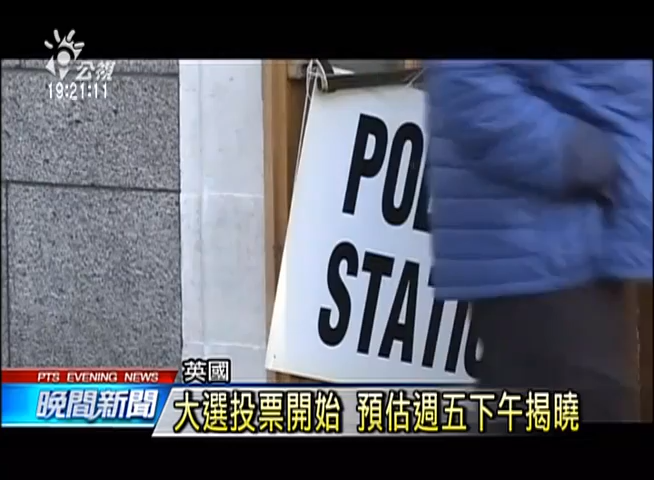 公視
19:21:11
PO
STATI
PTS EVENING NEWS
英國
晚間新聞
大選投票開始 預估週五下午揭曉